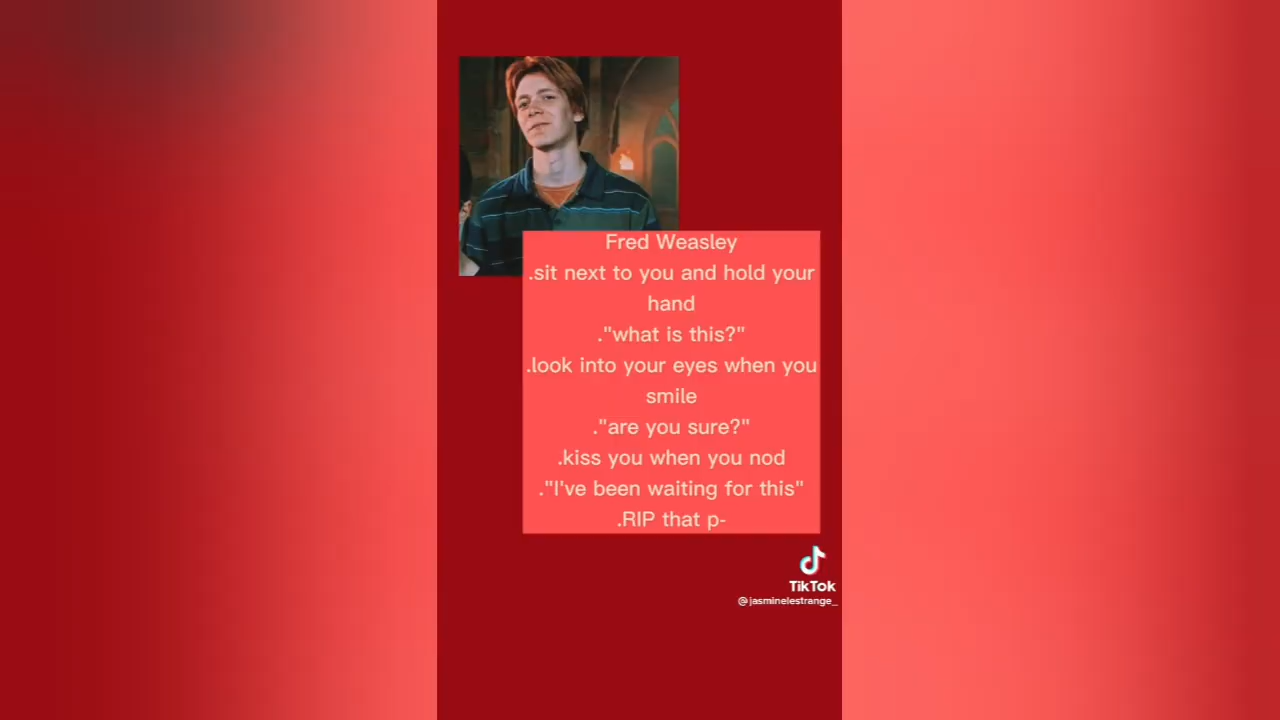 Fred Weasley
.sit next to you and hold your
hand
."what is this?"
.look into your eyes when you
smile
."are you sure?"
.kiss you when you nod
."I've been waiting for this"
.RIP that p-
TikTok
@jasminelestrange_